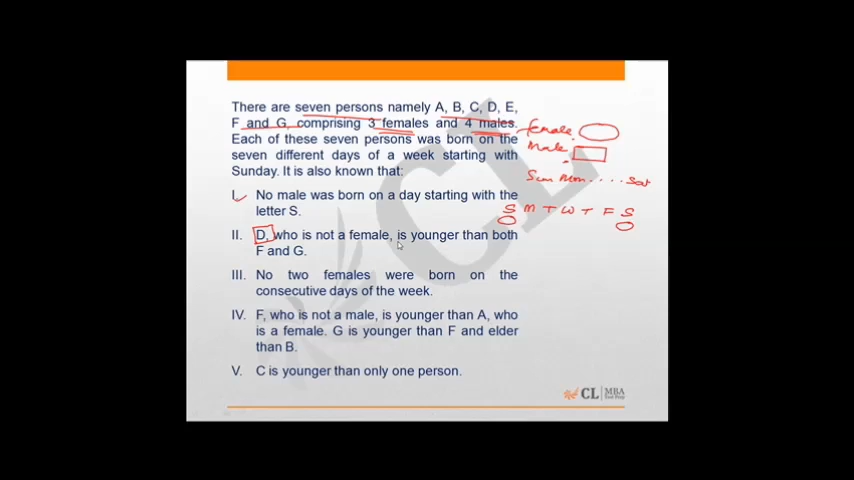 There are seven persons namely A, B, C, D, E,
F and G, comprising 3 females and 4 males.
Each of these seven persons was born on the
seven different days of a week starting with
Sunday. It is also known that:
I. No male was born on a day starting with the
letter S.
II. D, who is not a female, is younger than both
F and G.
III. No two females were born on the
consecutive days of the week.
IV. F, who is not a male, is younger than A, who
is a female. G is younger than F and elder
than B.
V. C is younger than only one person.
female
male
Sun Mon .... Sat
S M T W T F S
CL
CL MBA